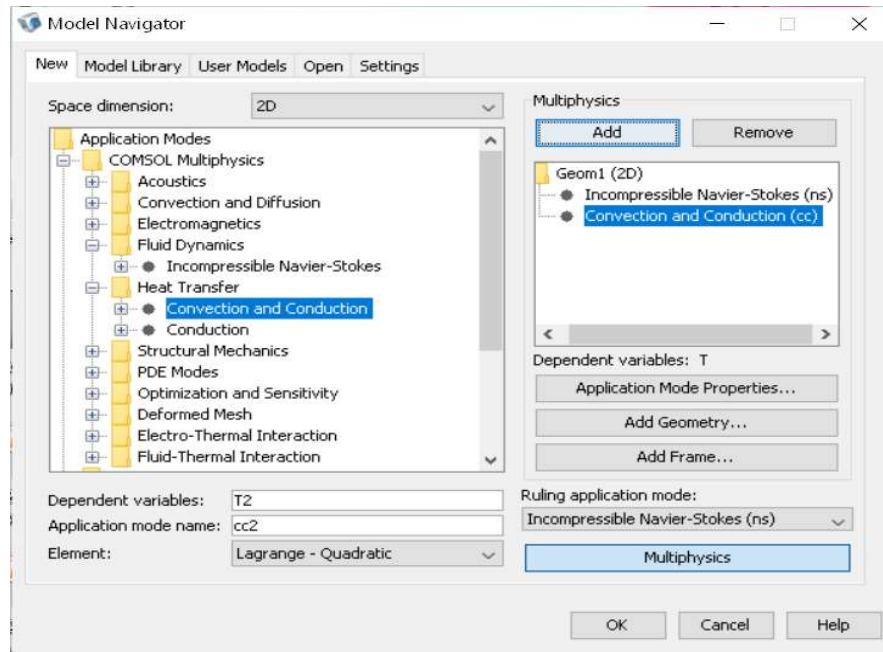 Model Navigator
New Model Library User Models Open Settings
Space dimension: 2D
Application Modes
COMSOL Multiphysics
Acoustics
Convection and Diffusion
Electromagnetics
Fluid Dynamics
Incompressible Navier-Stokes
Heat Transfer
Convection and Conduction
Conduction
Structural Mechanics
PDE Modes
Optimization and Sensitivity
Deformed Mesh
Electro-Thermal Interaction
Fluid-Thermal Interaction
Dependent variables: T2
Application mode name: cc2
Element: Lagrange - Quadratic
Multiphysics
Add Remove
Geom1 (2D)
Incompressible Navier-Stokes (ns)
Convection and Conduction (cc)
Dependent variables: T
Application Mode Properties...
Add Geometry...
Add Frame...
Ruling application mode:
Incompressible Navier-Stokes (ns)
Multiphysics
OK Cancel Help